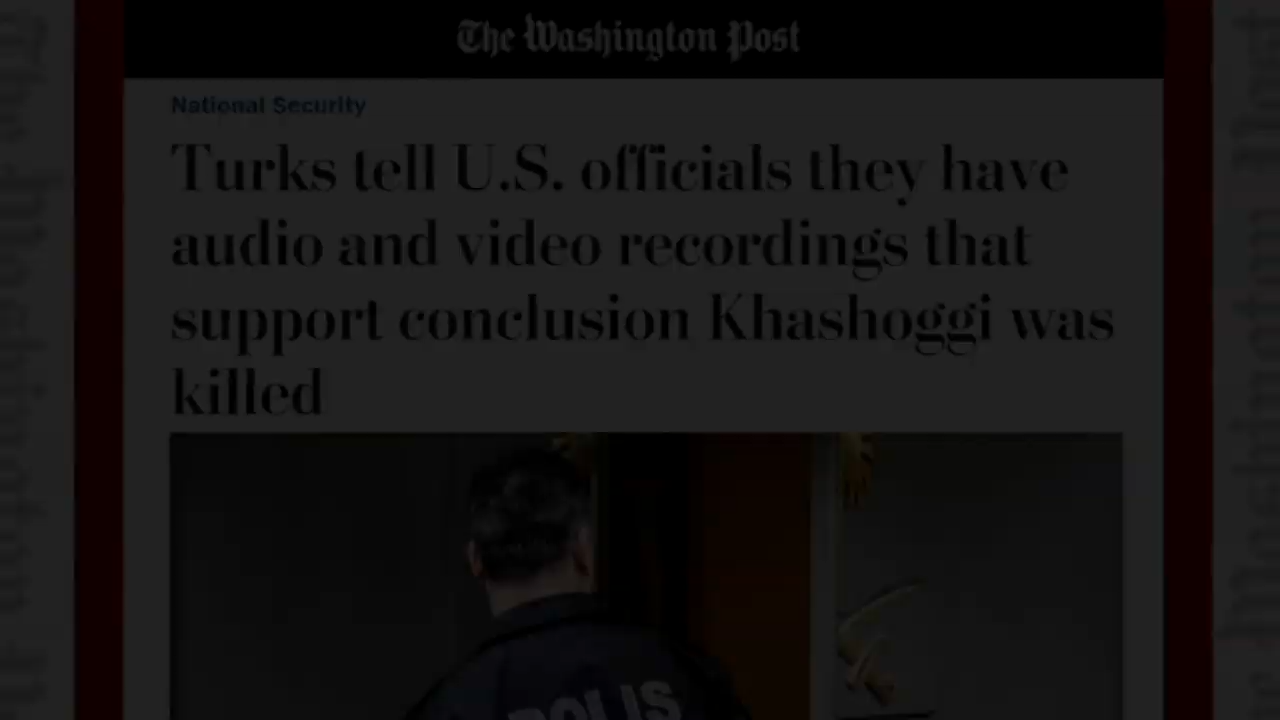 The Washington Post
National Security
Turks tell U.S. officials they have
audio and video recordings that
support conclusion Khashoggi was
killed
POLIS